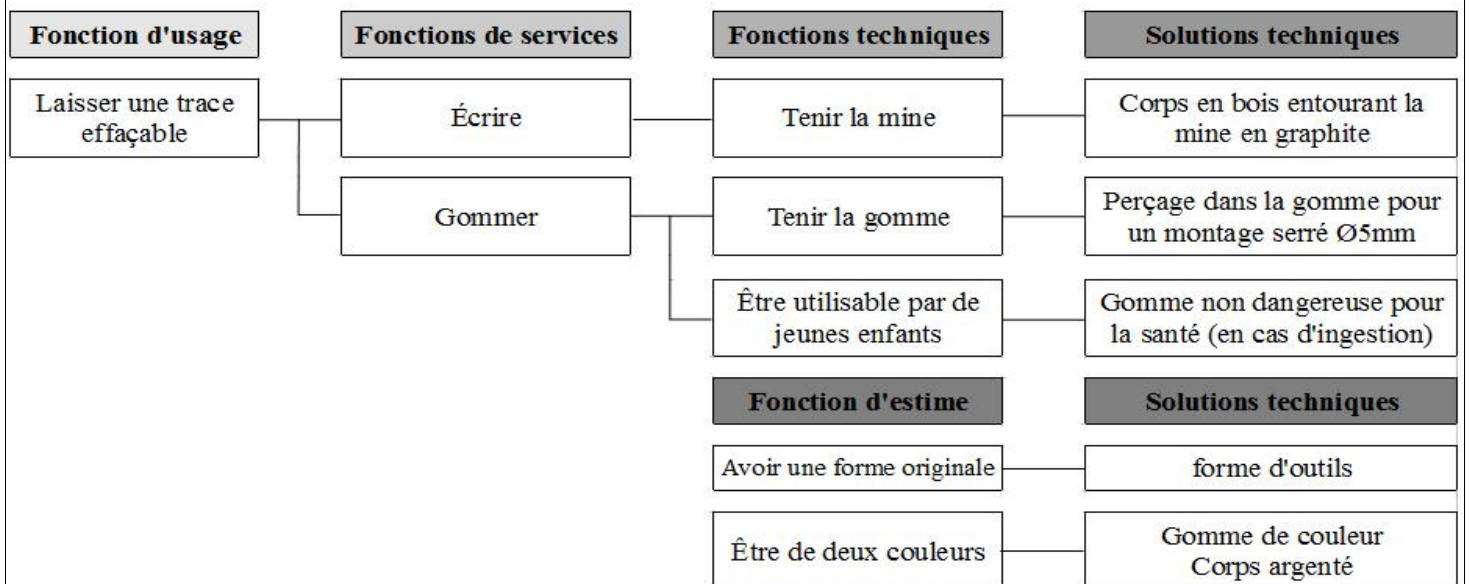 Fonction d'usage
Fonctions de services
Fonctions techniques
Solutions techniques
Laisser une trace
effaçable
Écrire
Tenir la mine
Corps en bois entourant la
mine en graphite
Gommer
Tenir la gomme
Perçage dans la gomme pour
un montage serré Ø5mm
Être utilisable par de
jeunes enfants
Gomme non dangereuse pour
la santé (en cas d'ingestion)
Fonction d'estime
Solutions techniques
Avoir une forme originale
forme d'outils
Être de deux couleurs
Gomme de couleur
Corps argenté